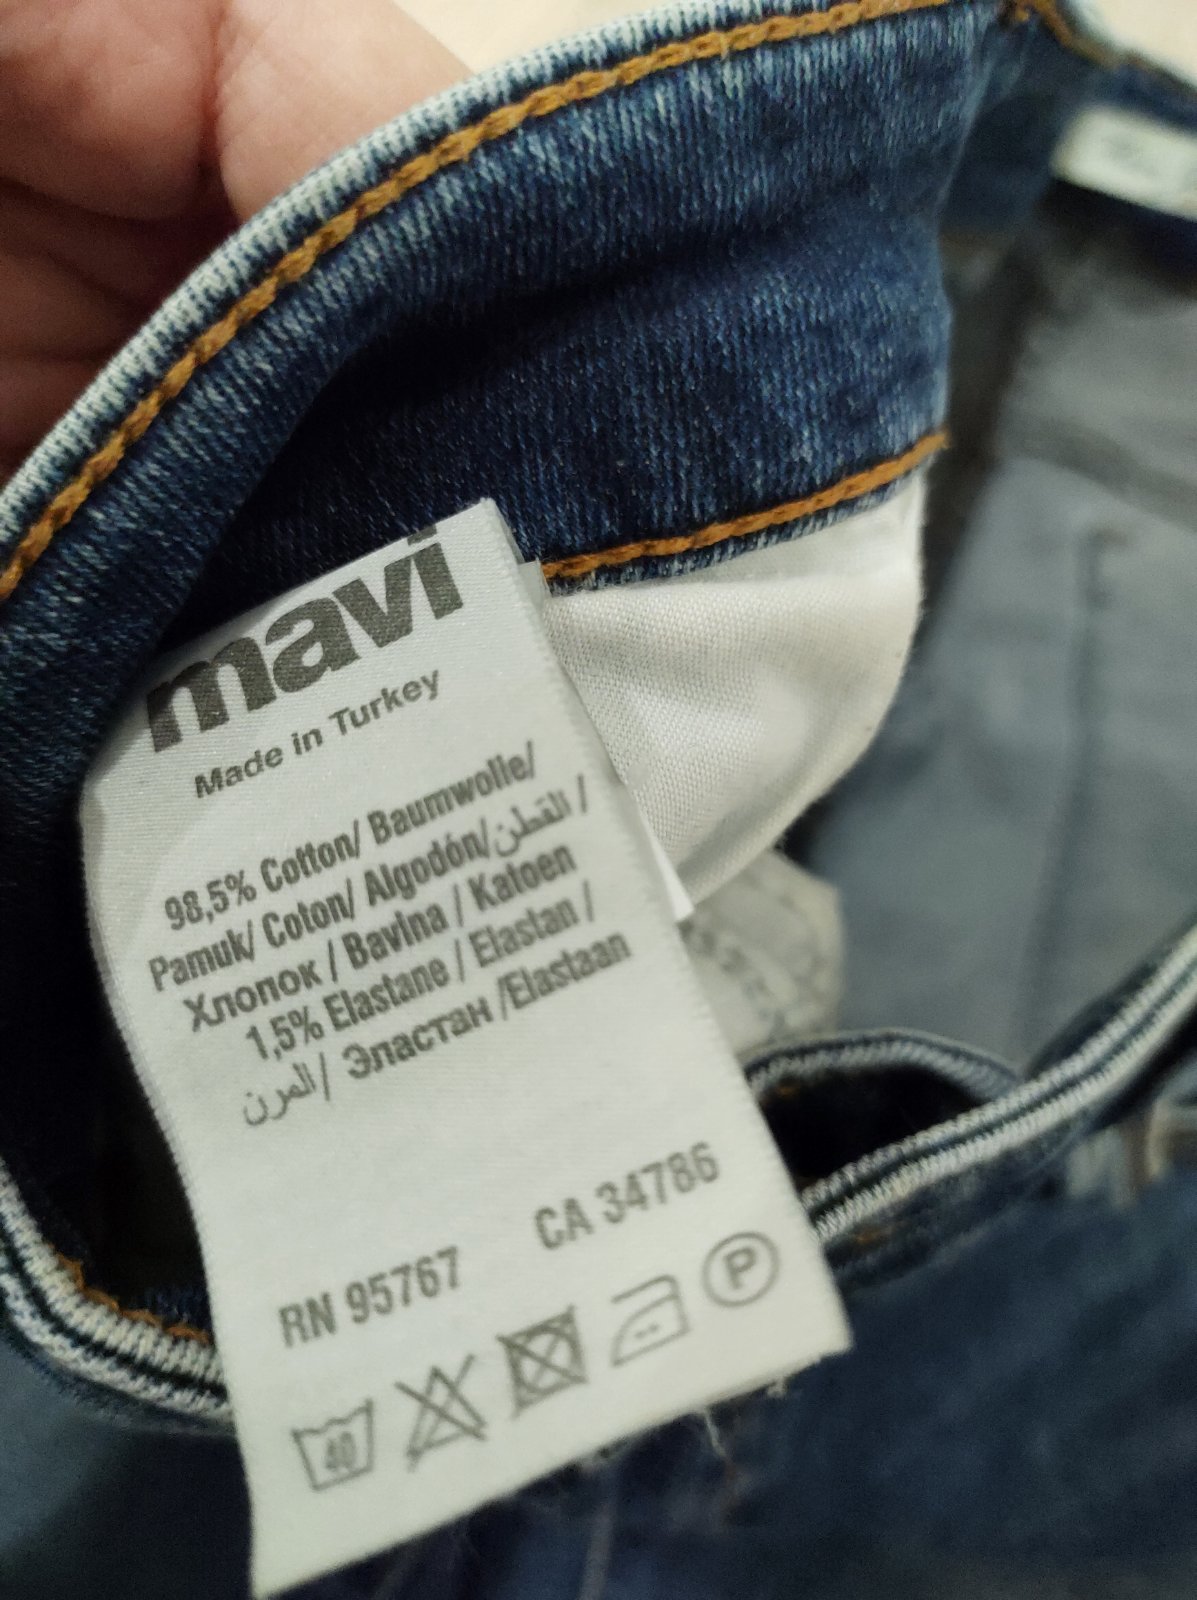 mavi
Made in Turkey
98,5% Cotton/ Baumwolle/
Pamuk/ Coton/ Algodón/القطن /
Хлопок / Bavlna / Katoen
1,5% Elastane / Elastan /
المرن/ Эластан /Elastaan
RN 95767 CA 34786
40 P